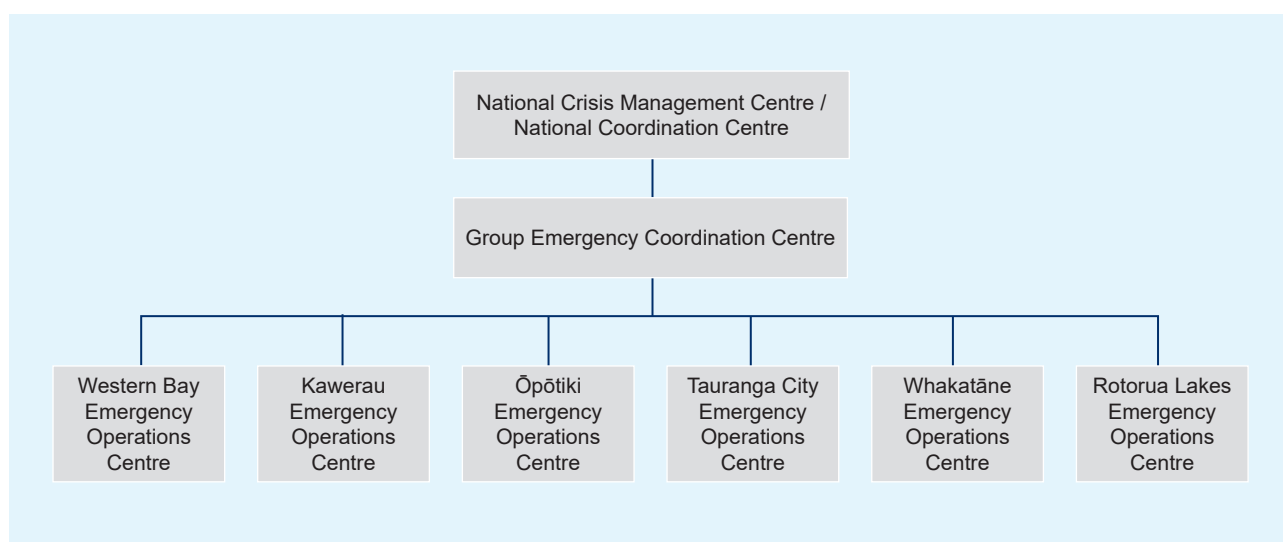 National Crisis Management Centre /
National Coordination Centre
Group Emergency Coordination Centre
Western Bay
Emergency
Operations
Centre
Kawerau
Emergency
Operations
Centre
Ōpōtiki
Emergency
Operations
Centre
Tauranga City
Emergency
Operations
Centre
Whakatāne
Emergency
Operations
Centre
Rotorua Lakes
Emergency
Operations
Centre